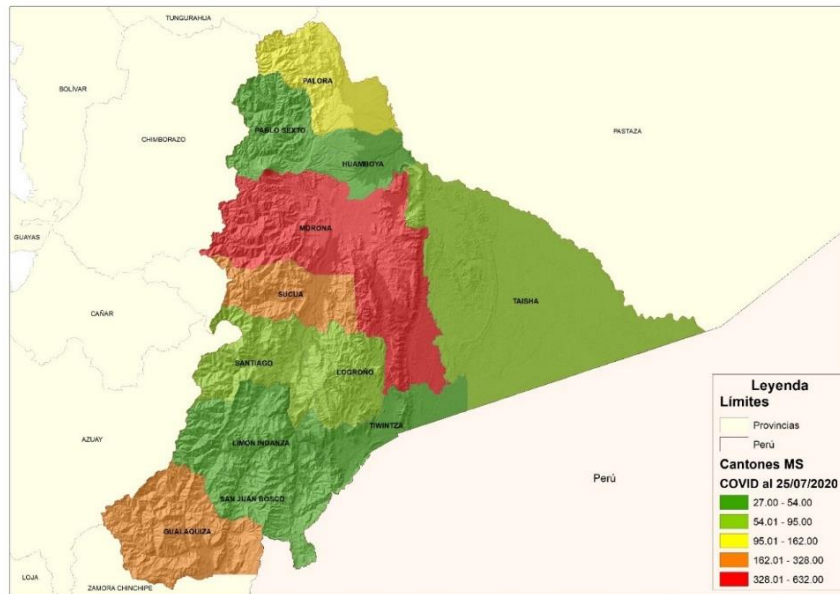 TUNGURAHUA
BOLÍVAR
PALORA
CHIMBORAZO
PABLO SEXTO
PASTAZA
HUAMBOYA
MORONA
GUAYAS
SUCUA
TAISHA
CAÑAR
SANTIAGO
LOGROÑO
TIWINTZA
AZUAY
LIMON INDANZA
Perú
SAN JUAN BOSCO
GUALAQUIZA
LOJA
ZAMORA CHINCHIPE
Leyenda
Límites
Provincias
Perú
Cantones MS
COVID al 25/07/2020
27.00 - 54.00
54.01 - 95.00
95.01 - 162.00
162.01 - 328.00
328.01 - 632.00